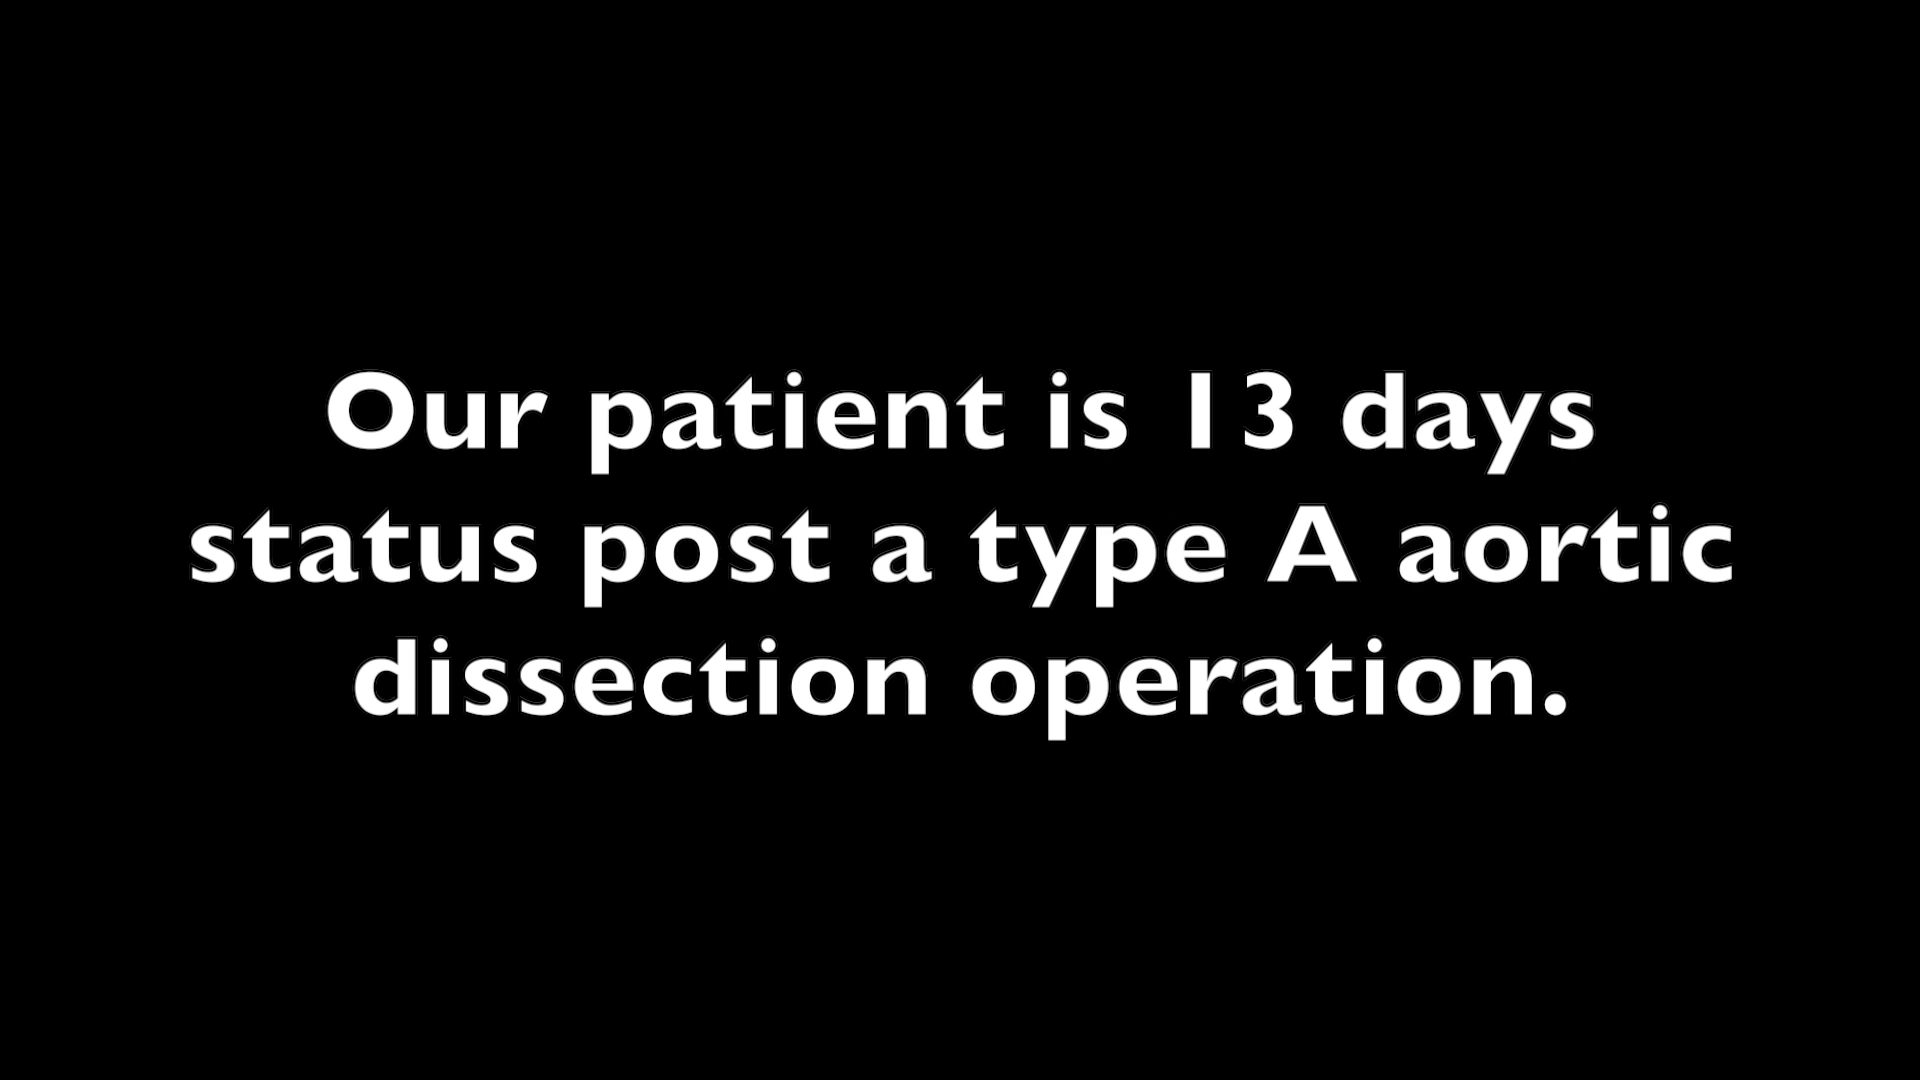 Our patient is 13 days
status post a type A aortic
dissection operation.